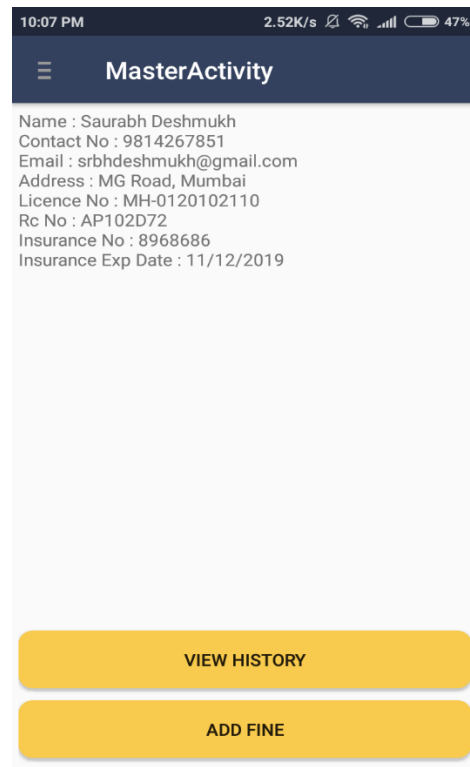 10:07 PM 2.52K/s 47%
MasterActivity
Name : Saurabh Deshmukh
Contact No : 9814267851
Email : srbhdeshmukh@gmail.com
Address : MG Road, Mumbai
Licence No : MH-0120102110
Rc No : AP102D72
Insurance No : 8968686
Insurance Exp Date : 11/12/2019
VIEW HISTORY
ADD FINE